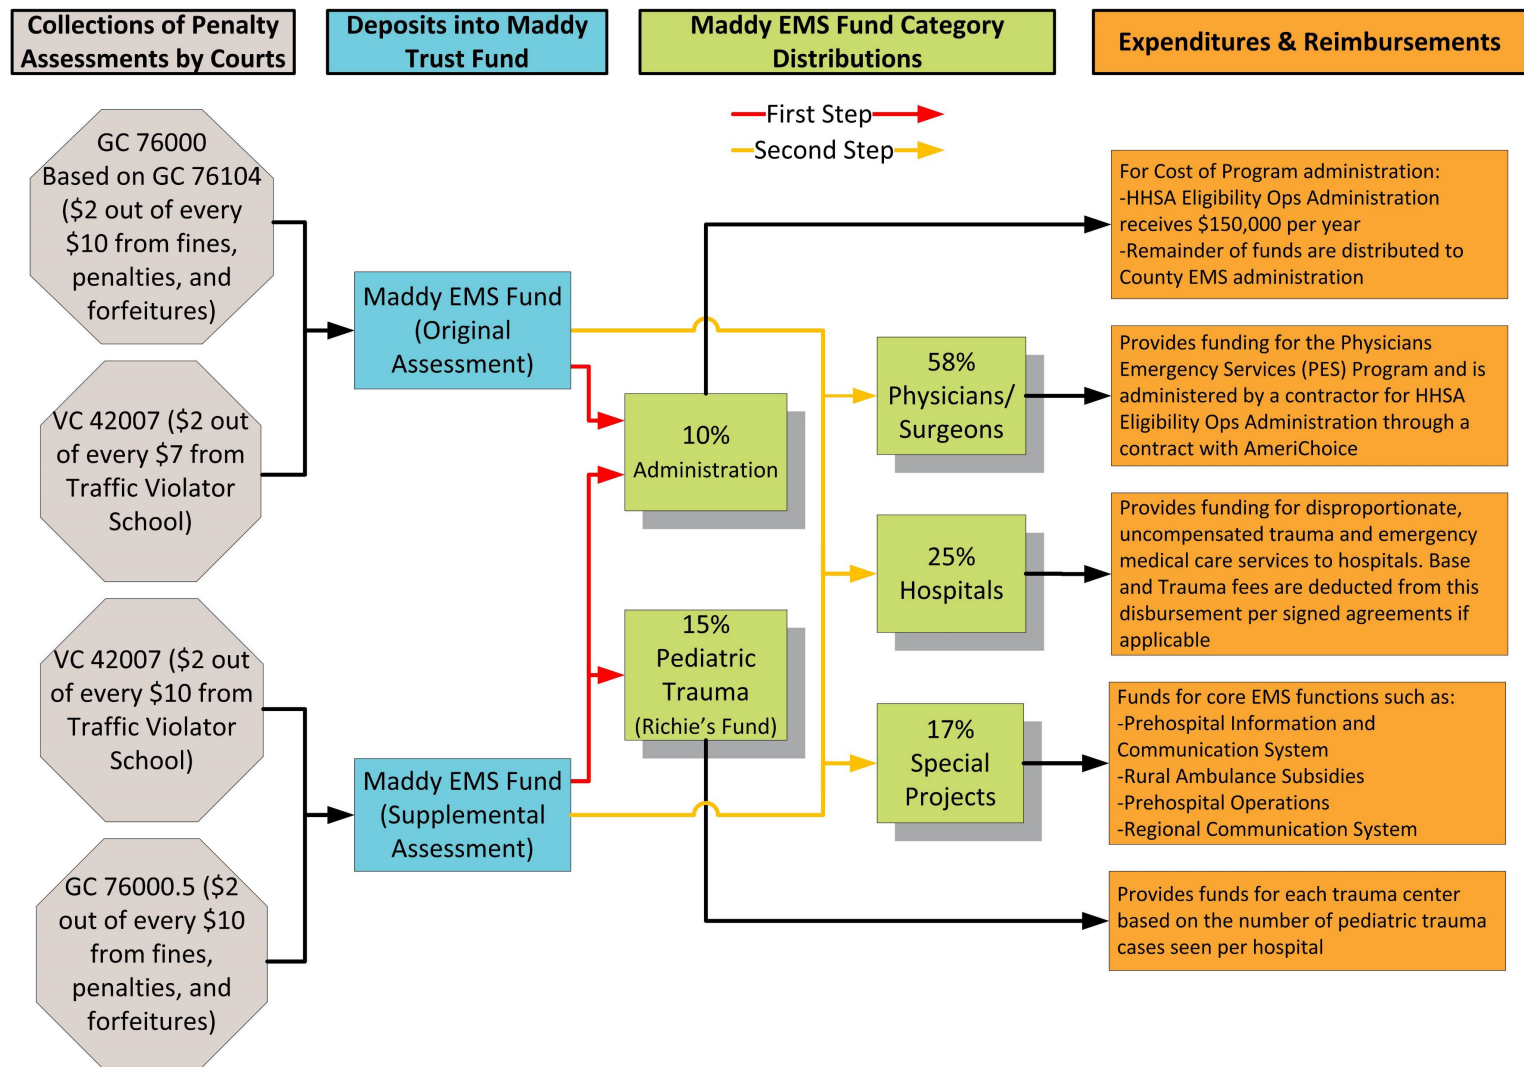 Collections of Penalty
Assessments by Courts
Deposits into Maddy
Trust Fund
Maddy EMS Fund Category
Distributions
Expenditures & Reimbursements
First Step
Second Step
GC 76000
Based on GC 76104
($2 out of every
$10 from fines,
penalties, and
forfeitures)
VC 42007 ($2 out
of every $7 from
Traffic Violator
School)
VC 42007 ($2 out
of every $10 from
Traffic Violator
School)
GC 76000.5 ($2
out of every $10
from fines,
penalties, and
forfeitures)
Maddy EMS Fund
(Original
Assessment)
Maddy EMS Fund
(Supplemental
Assessment)
10%
Administration
15%
Pediatric
Trauma
(Richie’s Fund)
58%
Physicians/
Surgeons
25%
Hospitals
17%
Special
Projects
For Cost of Program administration:
-HHSA Eligibility Ops Administration
receives $150,000 per year
-Remainder of funds are distributed to
County EMS administration
Provides funding for the Physicians
Emergency Services (PES) Program and is
administered by a contractor for HHSA
Eligibility Ops Administration through a
contract with AmeriChoice
Provides funding for disproportionate,
uncompensated trauma and emergency
medical care services to hospitals. Base
and Trauma fees are deducted from this
disbursement per signed agreements if
applicable
Funds for core EMS functions such as:
-Prehospital Information and
Communication System
-Rural Ambulance Subsidies
-Prehospital Operations
-Regional Communication System
Provides funds for each trauma center
based on the number of pediatric trauma
cases seen per hospital